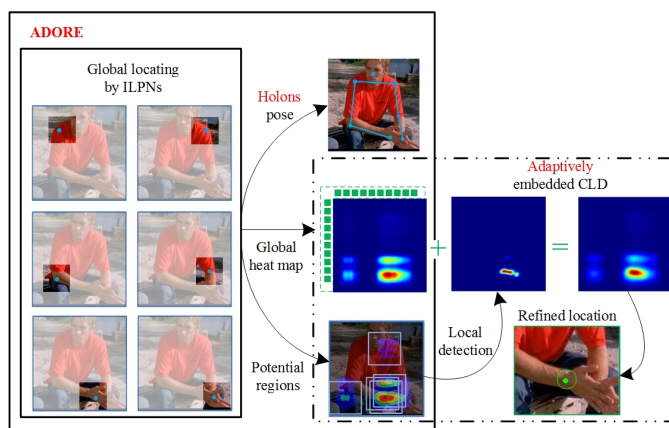 ADORE
Global locating
by ILPNs
Holons
pose
Adaptively
embedded CLD
Global
heat map
+
=
Potential
regions
Local
detection
Refined location